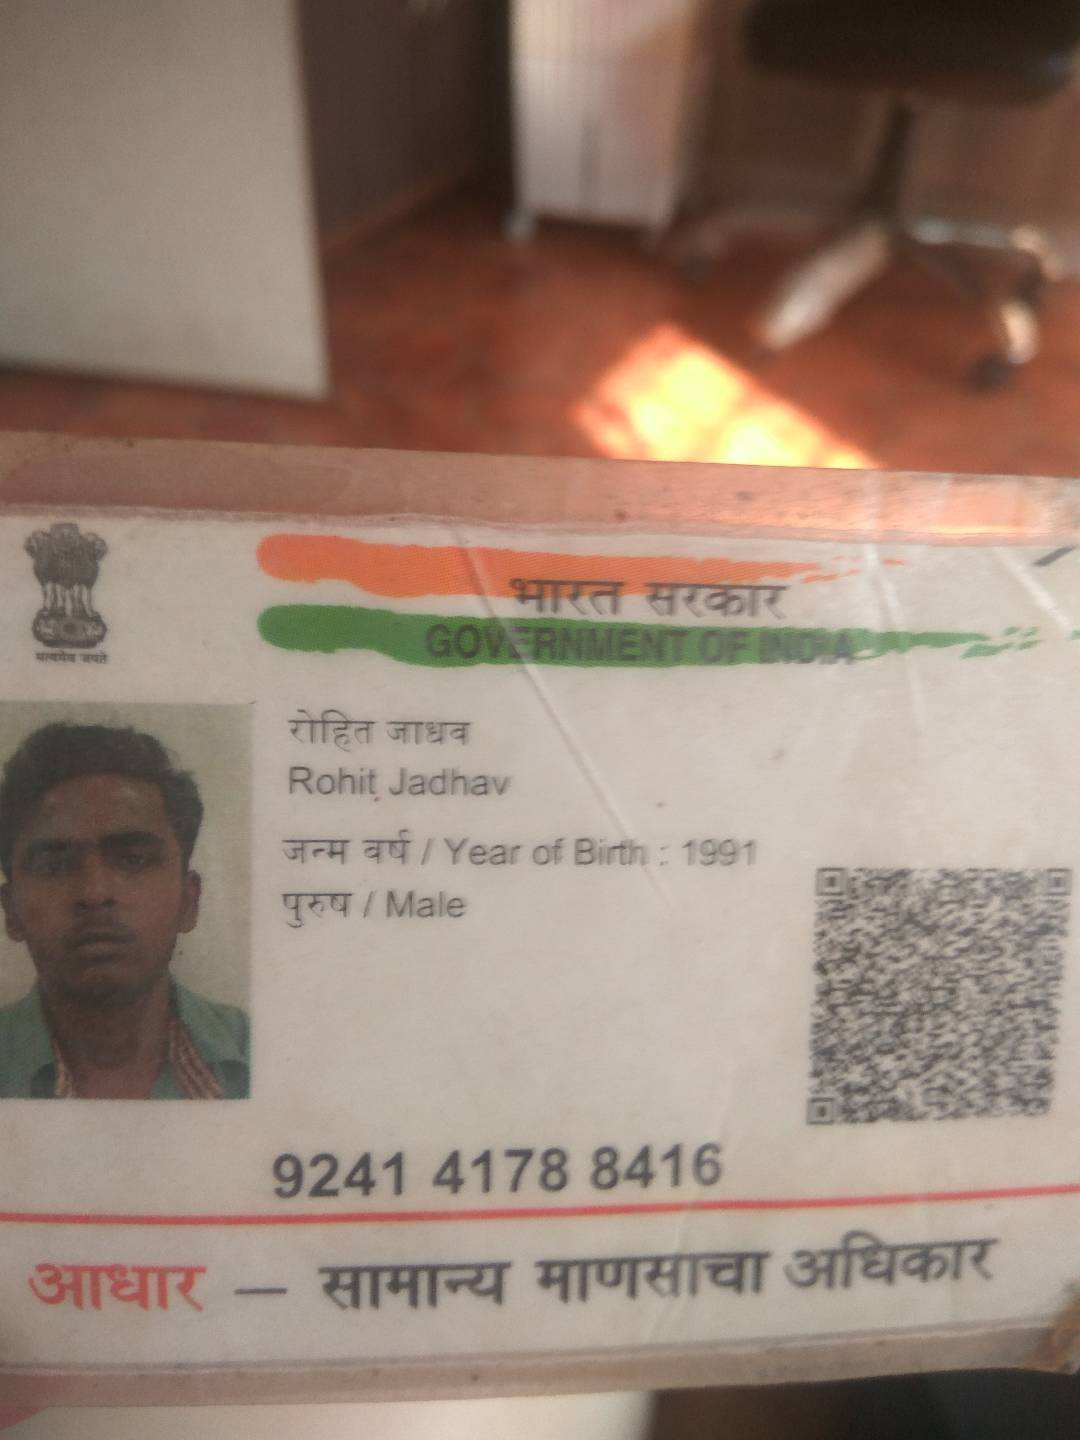 भारत सरकार
GOVERNMENT OF INDIA
सत्यमेव जयते
रोहित जाधव
Rohit Jadhav
जन्म वर्ष / Year of Birth : 1991
पुरुष / Male
9241 4178 8416
आधार — सामान्य माणसाचा अधिकार